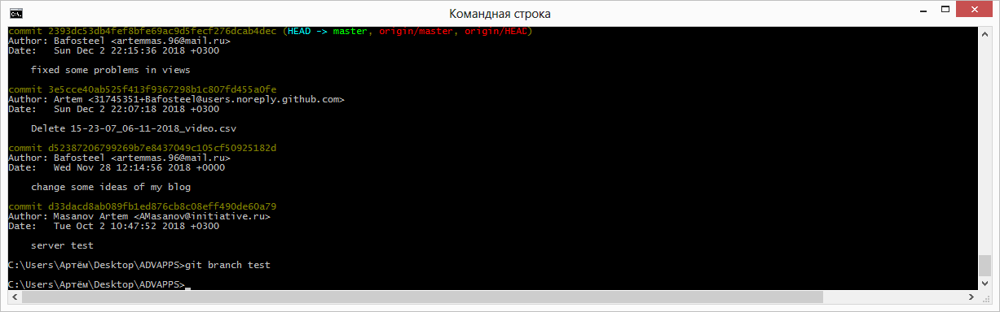 Командная строка
commit 2393dc53db4fef8bfe69ac9d5fecf276dcab4dec (HEAD -> master, origin/master, origin/HEAD)
Author: Bafosteel <artemmas.96@mail.ru>
Date:   Sun Dec 2 22:15:36 2018 +0300
fixed some problems in views
commit 3e5cce40ab525f413f9367298b1c807fd455a0fe
Author: Artem <31745351+Bafosteel@users.noreply.github.com>
Date:   Sun Dec 2 22:07:18 2018 +0300
Delete 15-23-07_06-11-2018_video.csv
commit d52387206799269b7e8437049c105cf50925182d
Author: Bafosteel <artemmas.96@mail.ru>
Date:   Wed Nov 28 12:14:56 2018 +0000
change some ideas of my blog
commit d33dacd8ab089fb1ed876cb8c08eff490de60a79
Author: Masanov Artem <AMasanov@initiative.ru>
Date:   Tue Oct 2 10:47:52 2018 +0300
server test
C:\Users\Артём\Desktop\ADVAPPS>git branch test
C:\Users\Артём\Desktop\ADVAPPS>